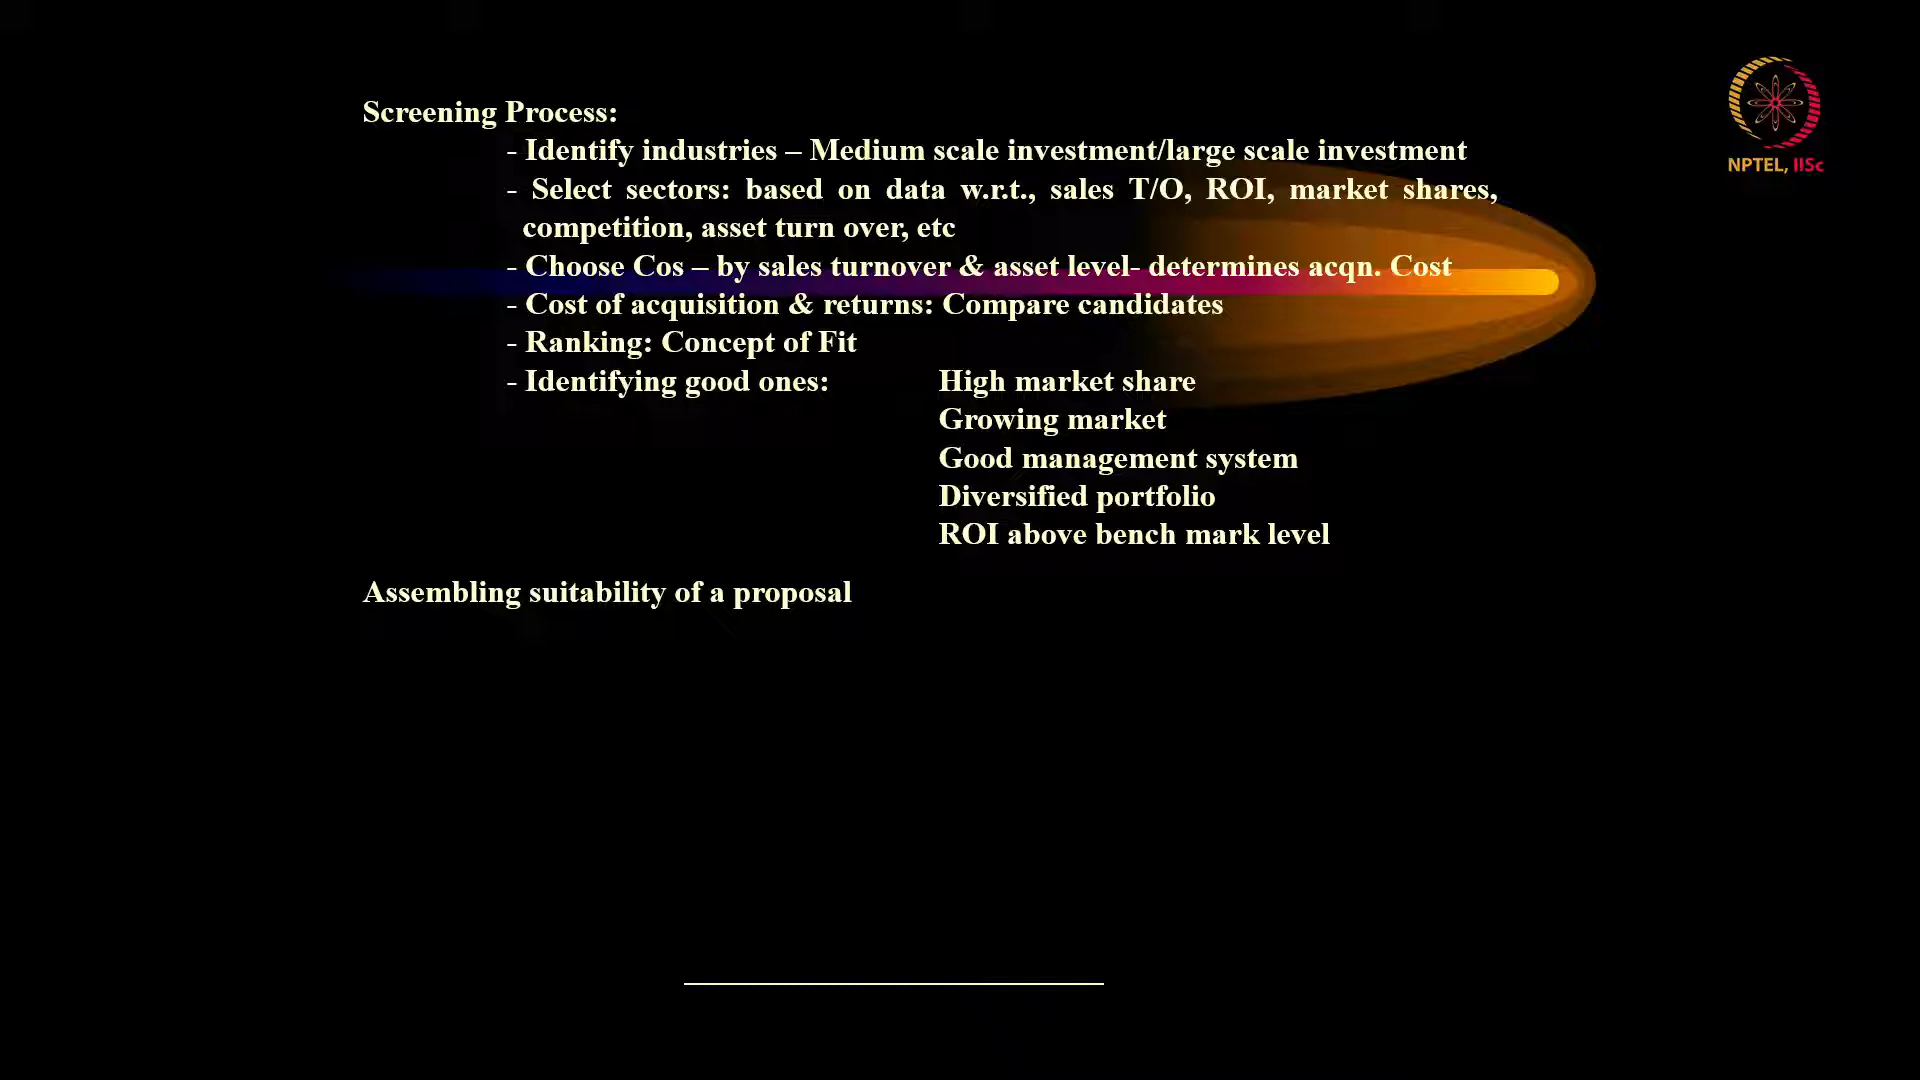 NPTEL, IISc
Screening Process:
- Identify industries – Medium scale investment/large scale investment
- Select sectors: based on data w.r.t., sales T/O, ROI, market shares,
competition, asset turn over, etc
- Choose Cos – by sales turnover & asset level- determines acqn. Cost
- Cost of acquisition & returns: Compare candidates
- Ranking: Concept of Fit
- Identifying good ones: High market share
Growing market
Good management system
Diversified portfolio
ROI above bench mark level
Assembling suitability of a proposal